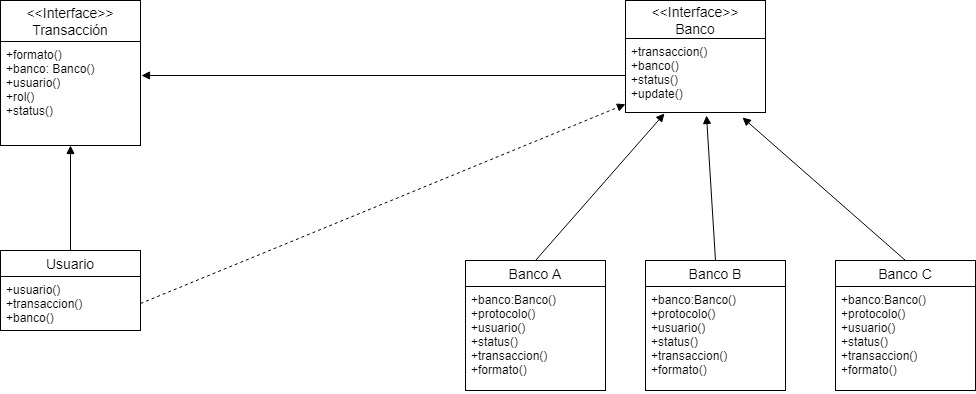 <<Interface>>
Transacción
+formato()
+banco: Banco()
+usuario()
+rol()
+status()
<<Interface>>
Banco
+transaccion()
+banco()
+status()
+update()
Usuario
+usuario()
+transaccion()
+banco()
Banco A
+banco:Banco()
+protocolo()
+usuario()
+status()
+transaccion()
+formato()
Banco B
+banco:Banco()
+protocolo()
+usuario()
+status()
+transaccion()
+formato()
Banco C
+banco:Banco()
+protocolo()
+usuario()
+status()
+transaccion()
+formato()